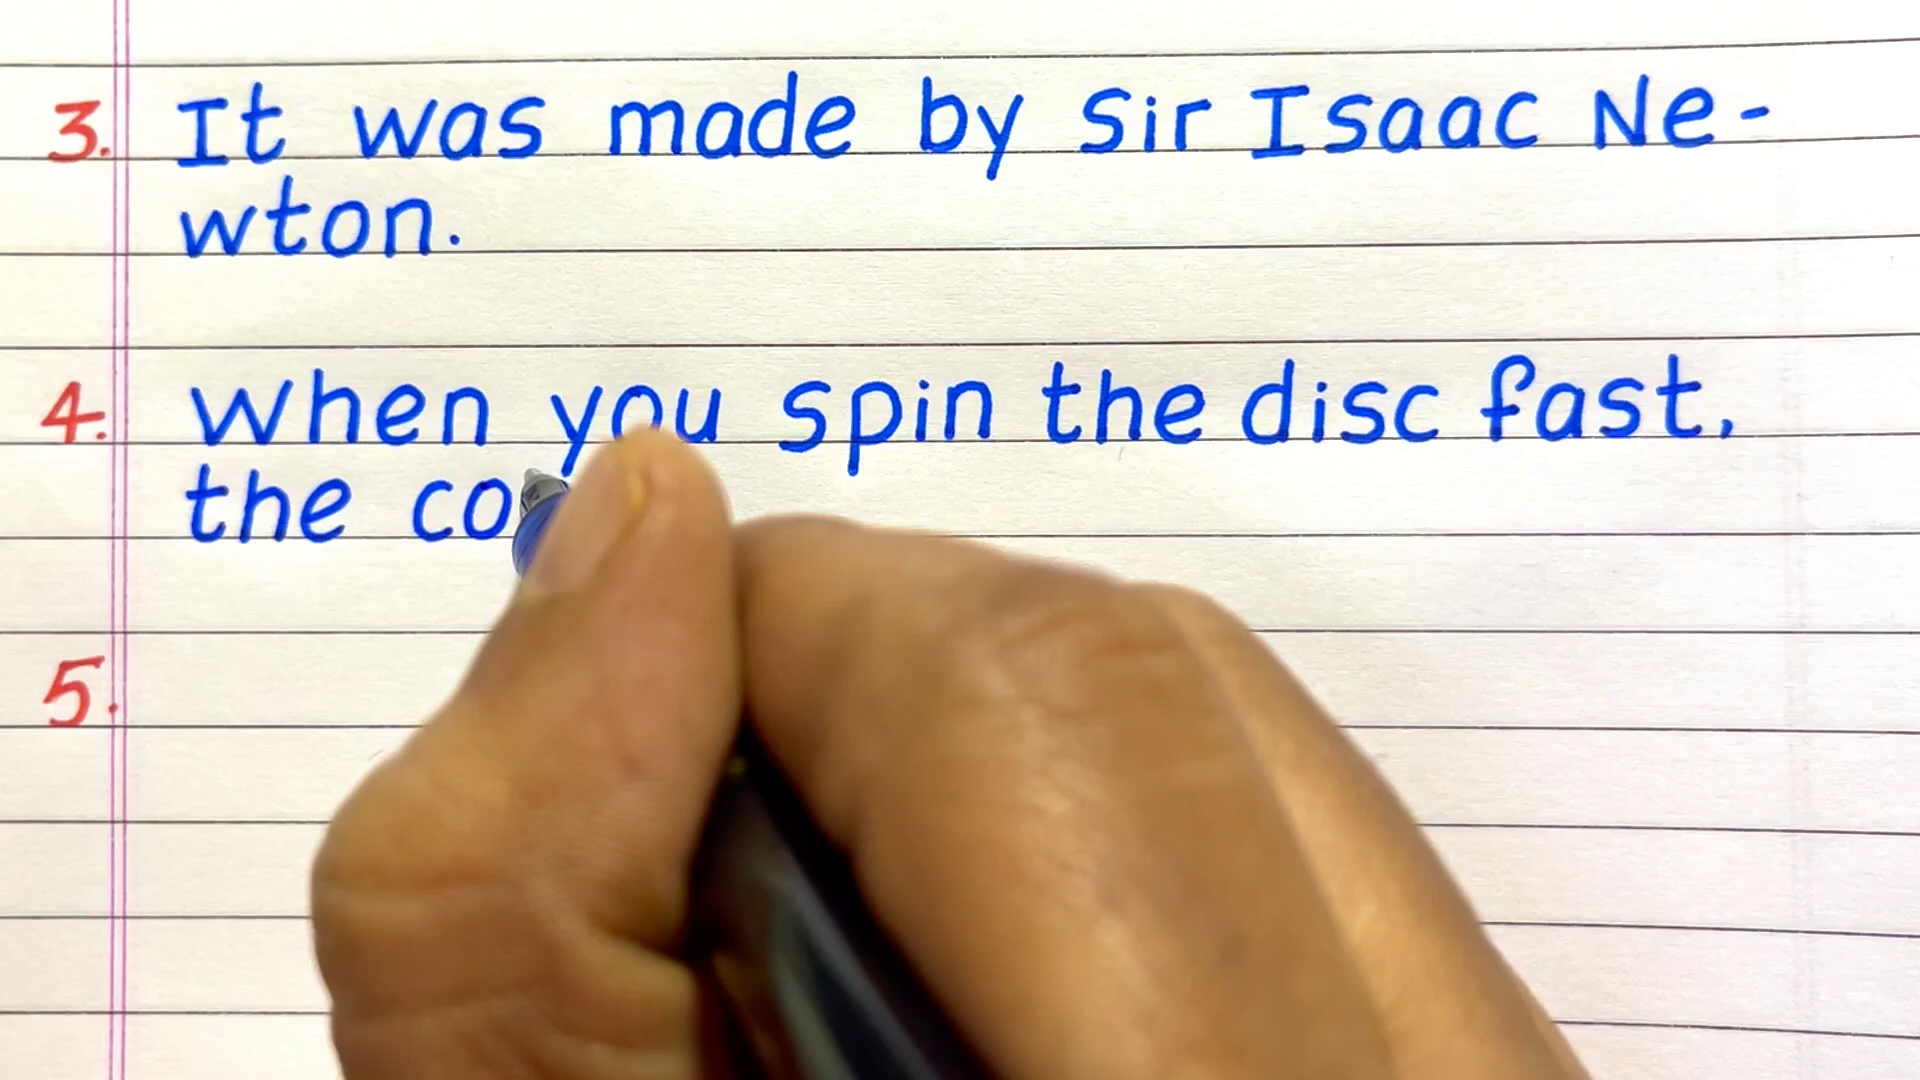 3. It was made by Sir Isaac Ne-
wton.
4. When you spin the disc fast,
the co
5.